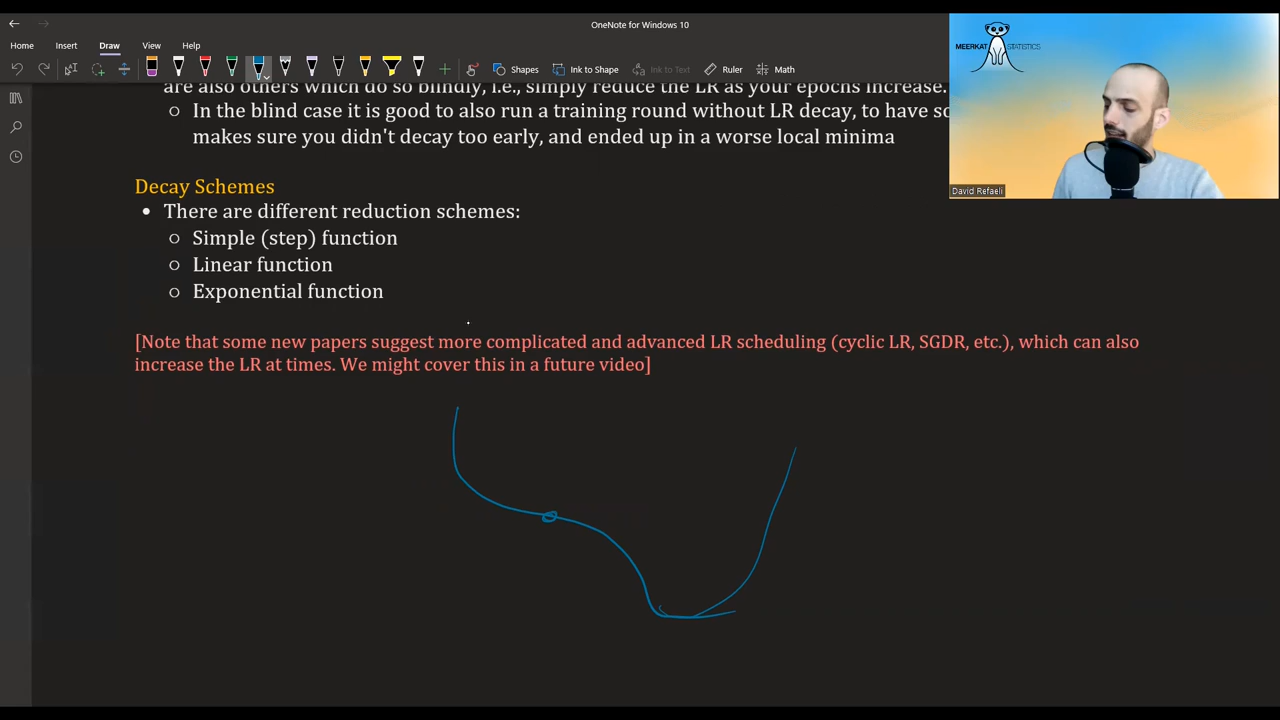 OneNote for Windows 10
Home Insert Draw View Help
Shapes Ink to Shape Ink to Text Ruler Math
MEERKAT STATISTICS
David Refaeli
are also others which do so blindly, i.e., simply reduce the LR as your epochs increase.
○ In the blind case it is good to also run a training round without LR decay, to have so
makes sure you didn't decay too early, and ended up in a worse local minima
Decay Schemes
• There are different reduction schemes:
○ Simple (step) function
○ Linear function
○ Exponential function
[Note that some new papers suggest more complicated and advanced LR scheduling (cyclic LR, SGDR, etc.), which can also
increase the LR at times. We might cover this in a future video]